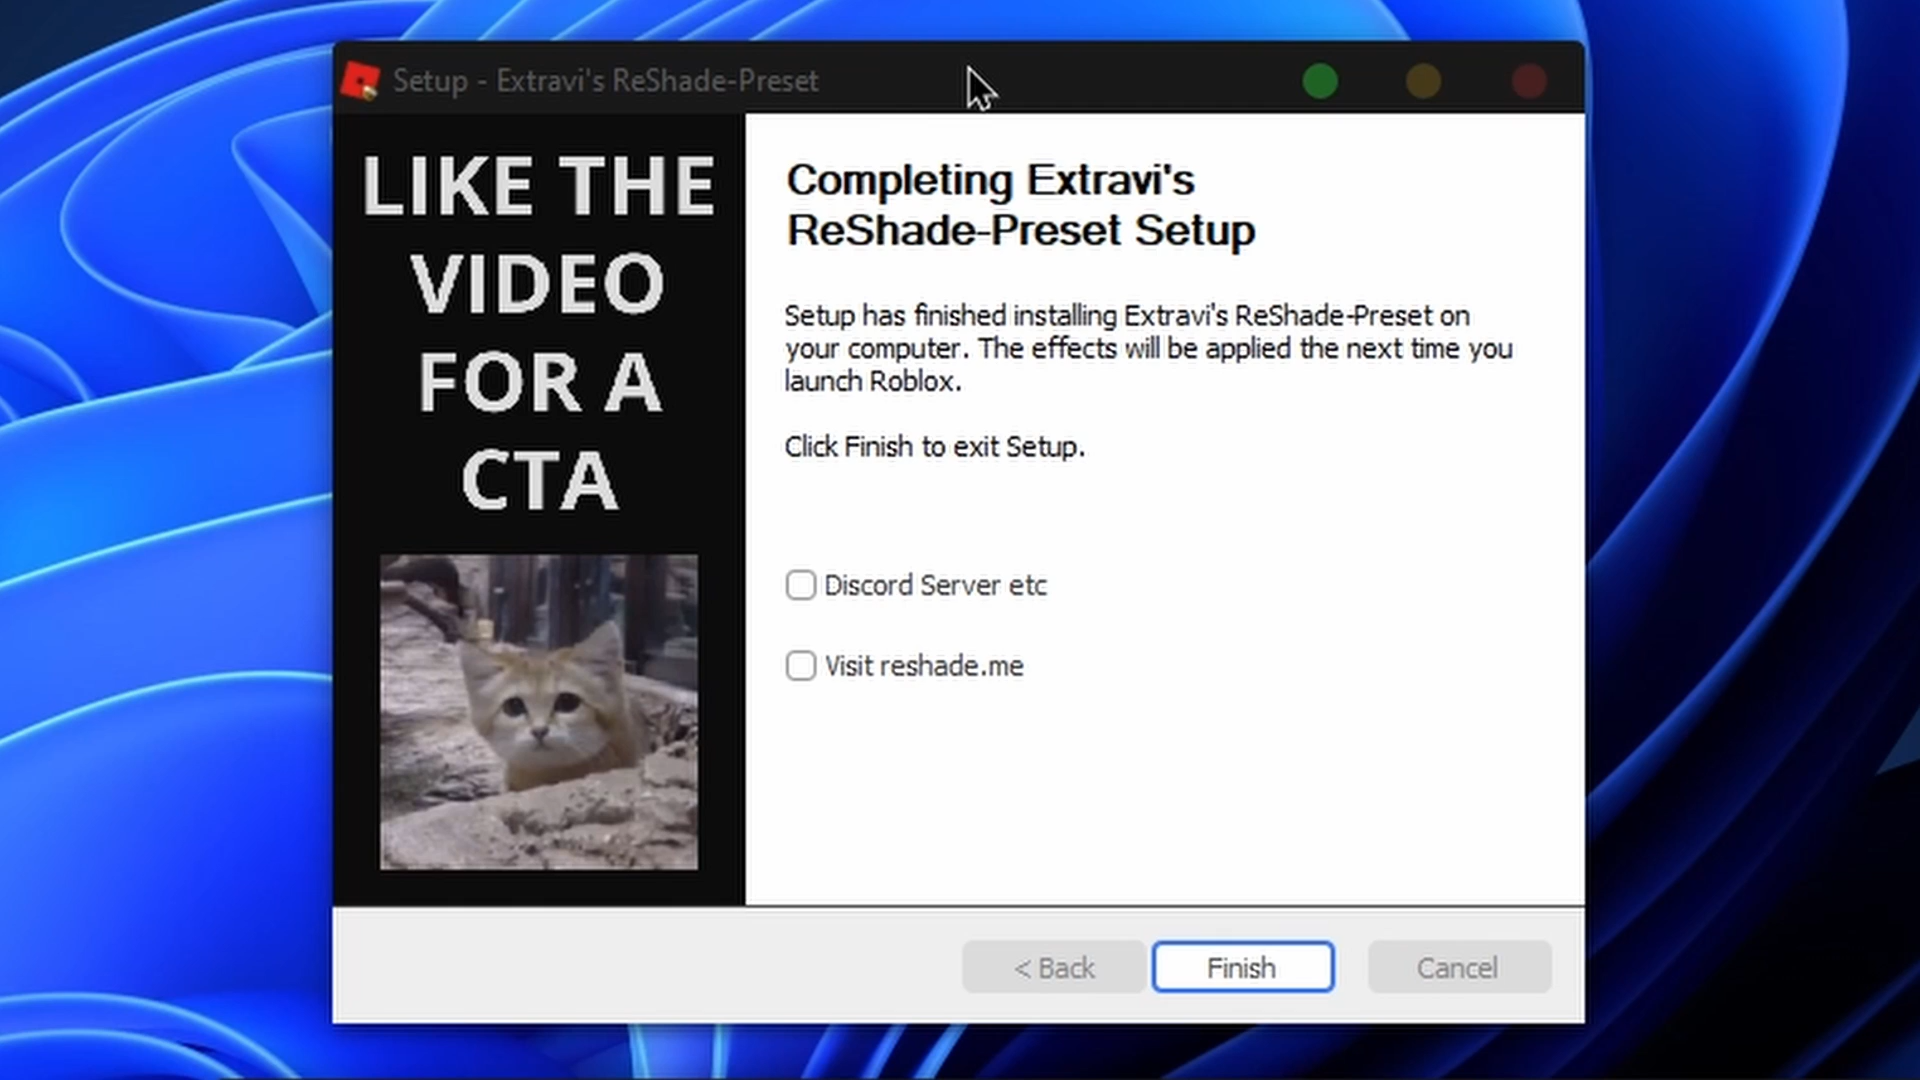 Setup - Extravi's ReShade-Preset
LIKE THE
VIDEO
FOR A
CTA
Completing Extravi's
ReShade-Preset Setup
Setup has finished installing Extravi's ReShade-Preset on
your computer. The effects will be applied the next time you
launch Roblox.
Click Finish to exit Setup.
Discord Server etc
Visit reshade.me
< Back
Finish
Cancel